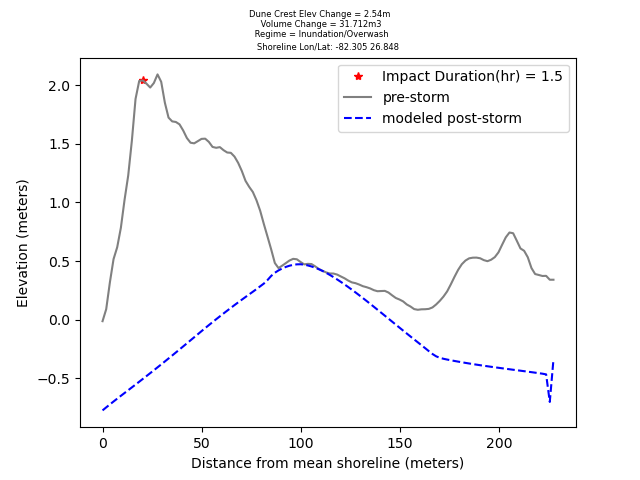 Dune Crest Elev Change = 2.54m
Volume Change = 31.712m3
Regime = Inundation/Overwash
Shoreline Lon/Lat: -82.305 26.848
Impact Duration(hr) = 1.5
pre-storm
modeled post-storm
Elevation (meters)
2.0
1.5
1.0
0.5
0.0
−0.5
0 50 100 150 200
Distance from mean shoreline (meters)